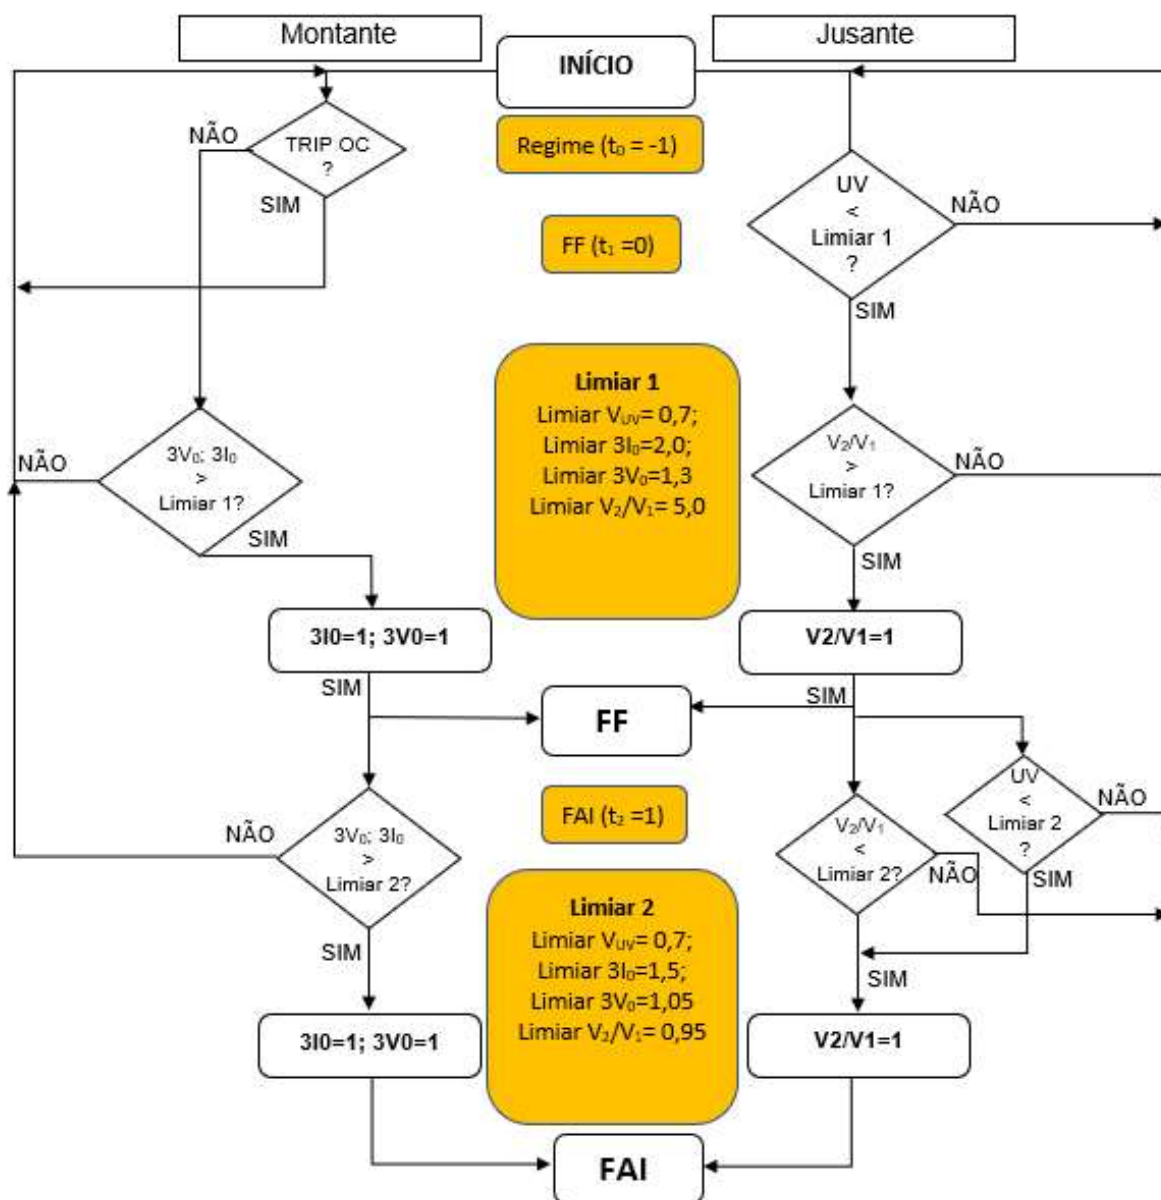 Montante
Jusante
INÍCIO
NÃO
TRIP OC
?
SIM
Regime (t₀ = -1)
UV
<
Limiar 1
?
NÃO
SIM
FF (t₁ =0)
Limiar 1
Limiar VUV= 0,7;
Limiar 3I₀=2,0;
Limiar 3V₀=1,3
Limiar V₂/V₁= 5,0
NÃO
3V₀; 3I₀
>
Limiar 1?
SIM
V₂/V₁
>
Limiar 1?
NÃO
SIM
3I0=1; 3V0=1
SIM
V2/V1=1
SIM
FF
FAI (t₂ =1)
NÃO
3V₀; 3I₀
>
Limiar 2?
SIM
V₂/V₁
<
Limiar 2?
NÃO
UV
<
Limiar 2
?
NÃO
SIM
SIM
Limiar 2
Limiar VUV= 0,7;
Limiar 3I₀=1,5;
Limiar 3V₀=1,05
Limiar V₂/V₁= 0,95
3I0=1; 3V0=1
V2/V1=1
FAI